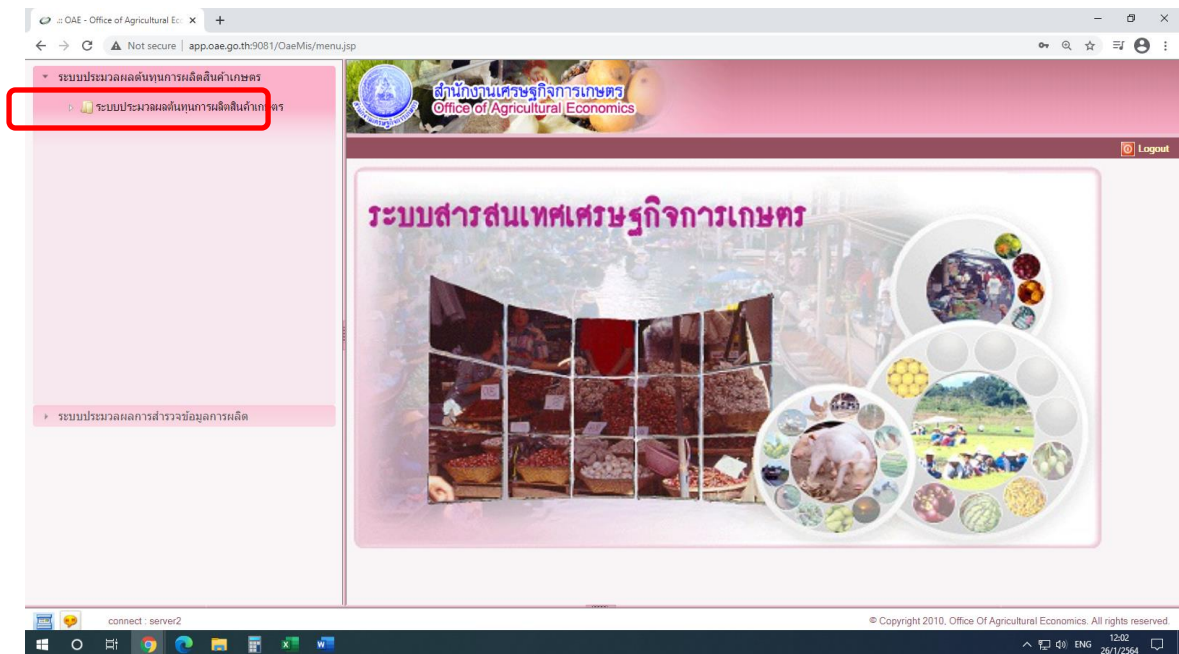 .:: OAE - Office of Agricultural Ec
Not secure | app.oae.go.th:9081/OaeMis/menu.jsp
ระบบประมวลผลต้นทุนการผลิตสินค้าเกษตร
ระบบประมวลผลต้นทุนการผลิตสินค้าเกษตร
สำนักงานเศรษฐกิจการเกษตร
Office of Agricultural Economics
Logout
ระบบสารสนเทศเศรษฐกิจการเกษตร
ระบบประมวลผลการสำรวจข้อมูลการผลิต
connect : server2
© Copyright 2010, Office Of Agricultural Economics. All rights reserved.
ENG
12:02
26/1/2564